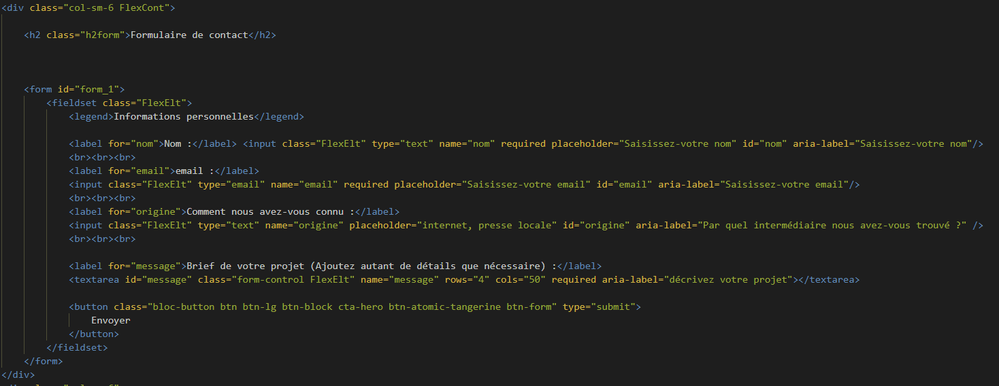 <div class="col-sm-6 FlexCont">
<h2 class="h2form">Formulaire de contact</h2>
<form id="form_1">
<fieldset class="FlexElt">
<legend>Informations personnelles</legend>
<label for="nom">Nom :</label> <input class="FlexElt" type="text" name="nom" required placeholder="Saisissez-votre nom" id="nom" aria-label="Saisissez-votre nom"/>
<br><br><br>
<label for="email">email :</label>
<input class="FlexElt" type="email" name="email" required placeholder="Saisissez-votre email" id="email" aria-label="Saisissez-votre email"/>
<br><br><br>
<label for="origine">Comment nous avez-vous connu :</label>
<input class="FlexElt" type="text" name="origine" placeholder="internet, presse locale" id="origine" aria-label="Par quel intermédiaire nous avez-vous trouvé ?" />
<br><br><br>
<label for="message">Brief de votre projet (Ajoutez autant de détails que nécessaire) :</label>
<textarea id="message" class="form-control FlexElt" name="message" rows="4" cols="50" required aria-label="décrivez votre projet"></textarea>
<button class="bloc-button btn btn-lg btn-block cta-hero btn-atomic-tangerine btn-form" type="submit">
Envoyer
</button>
</fieldset>
</form>
</div>